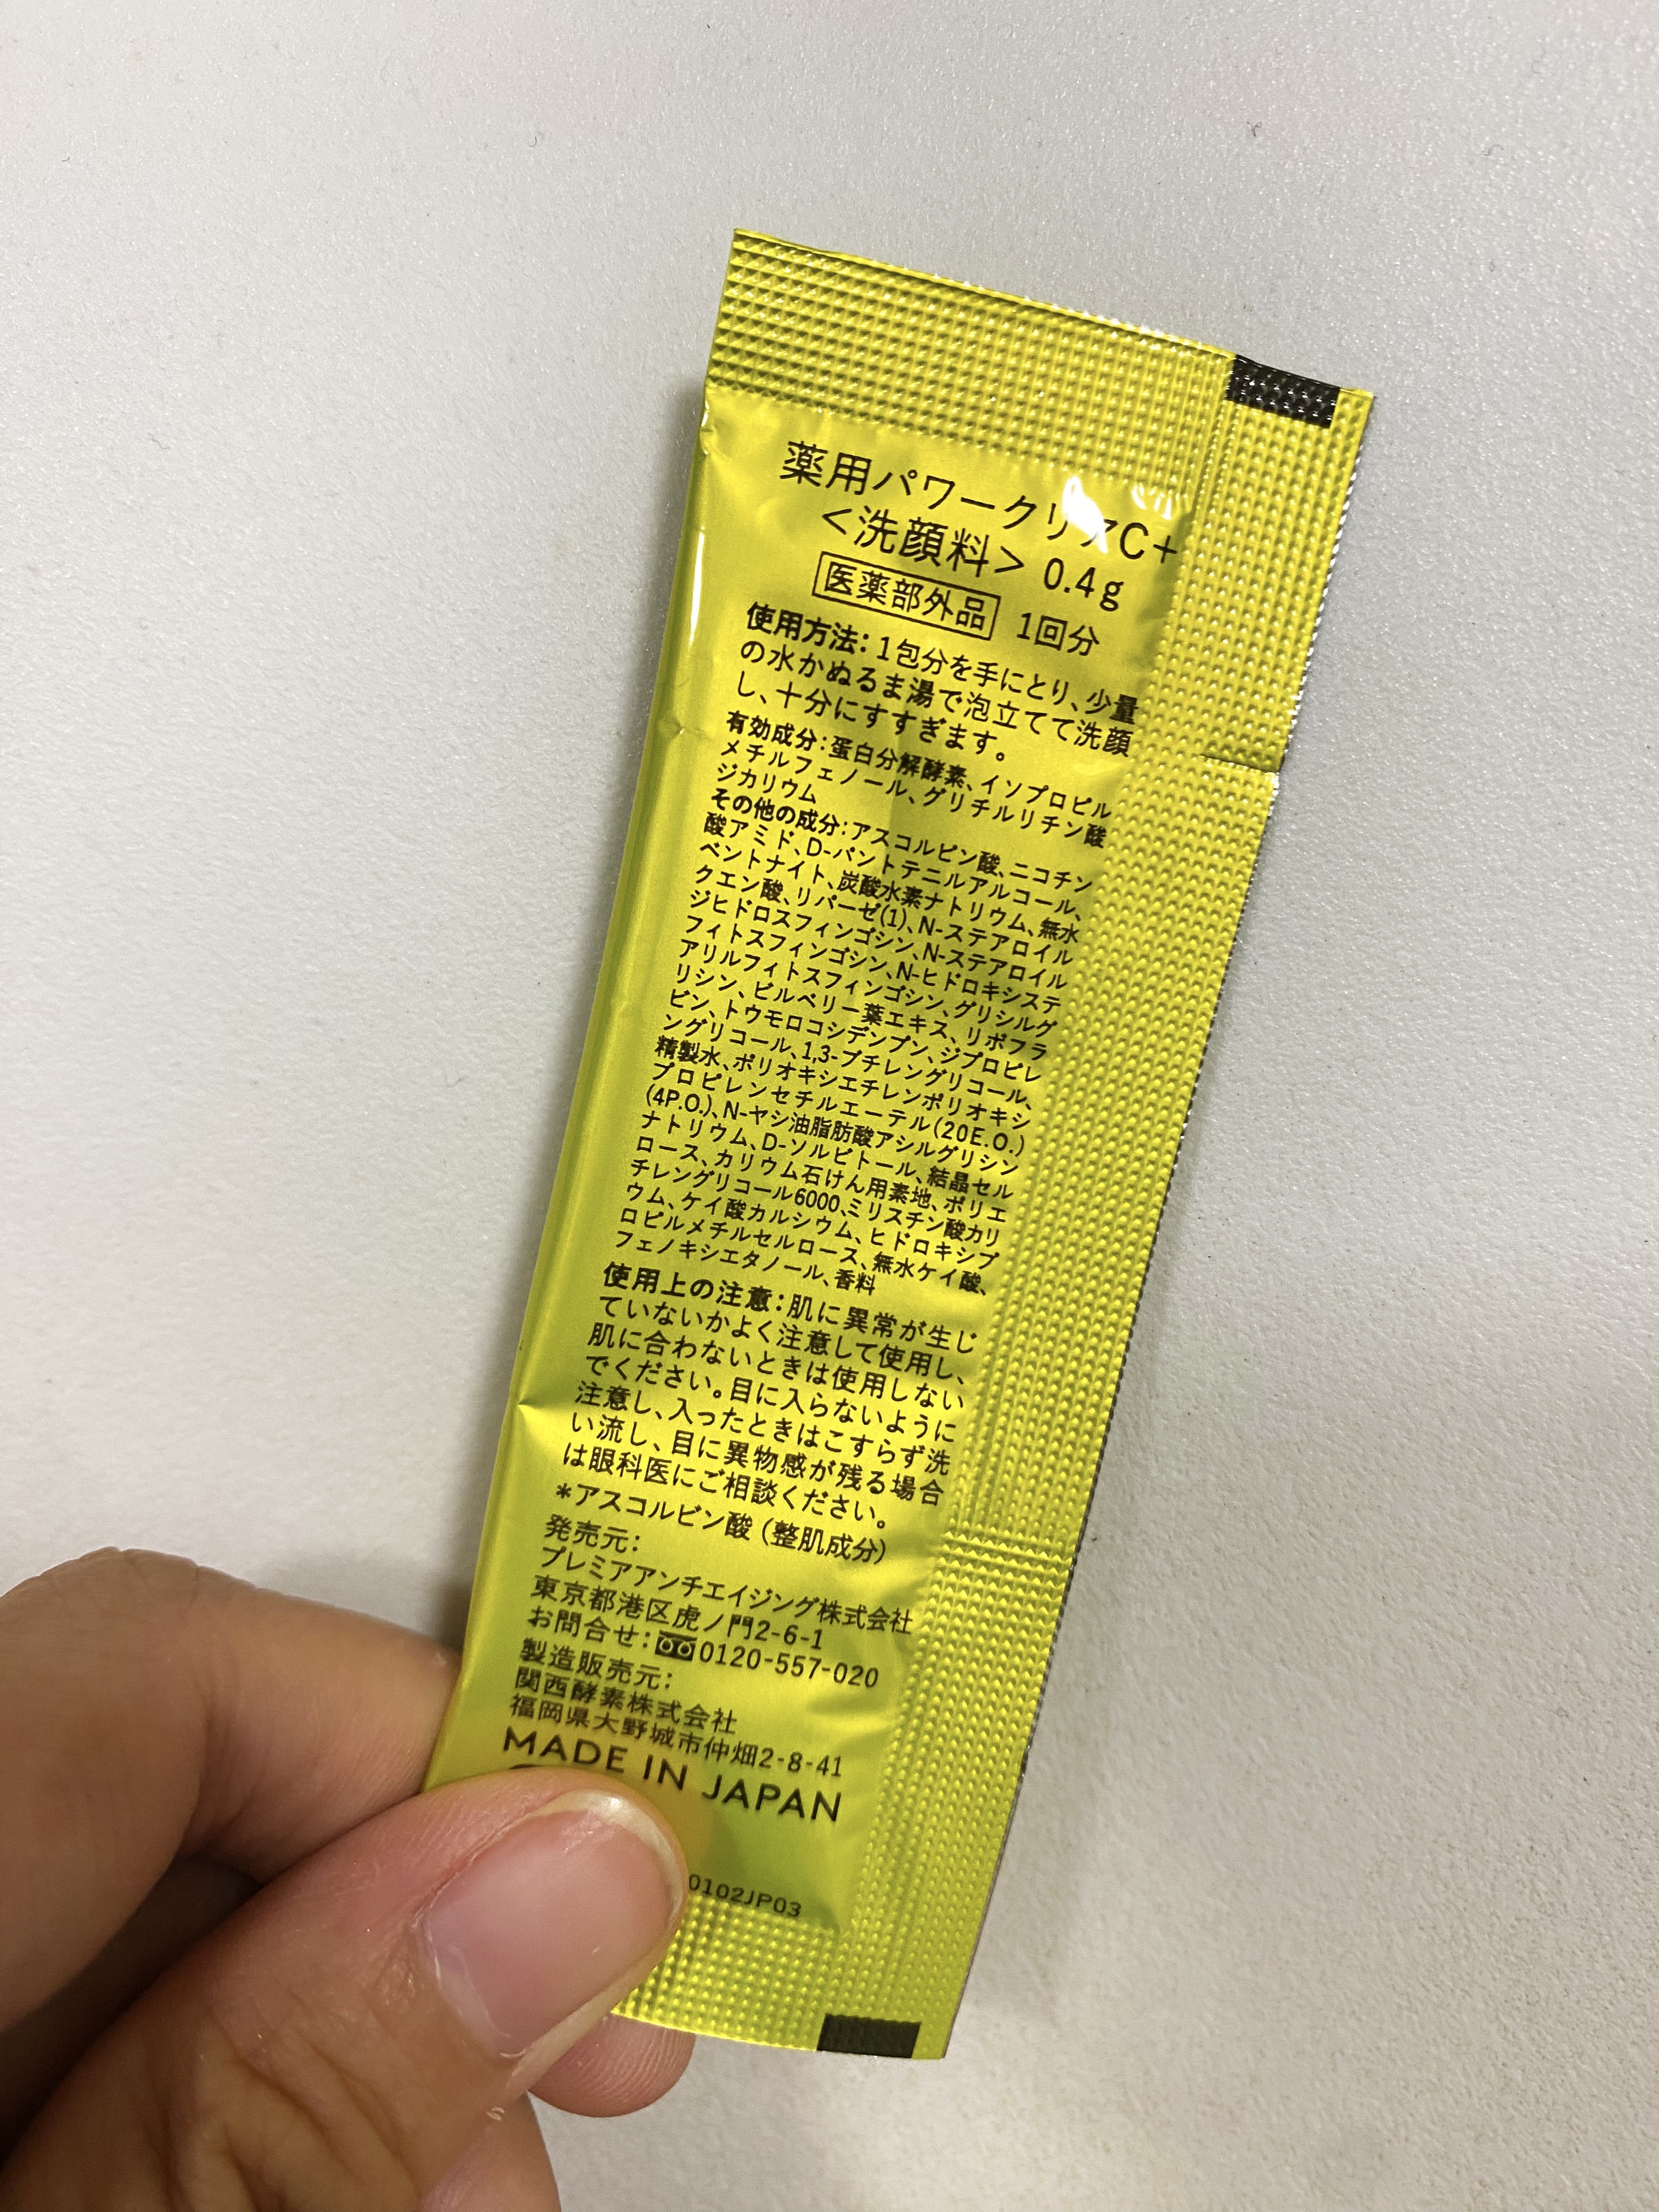 薬用パワークリアC+
<洗顔料> 0.4g
医薬部外品 1回分
使用方法：1包分を手にとり、少量
の水かぬるま湯で泡立てて洗顔
し、十分にすすぎます。
有効成分：蛋白分解酵素、イソプロピル
メチルフェノール、グリチルリチン酸
ジカリウム
その他の成分：アスコルビン酸、ニコチン
酸アミド、D-パントテニルアルコール、
ベントナイト、炭酸水素ナトリウム、無水
クエン酸、リパーゼ(1)、N-ステアロイル
ジヒドロスフィンゴシン、N-ステアロイル
フィトスフィンゴシン、N-ヒドロキシステ
アリルフィトスフィンゴシン、グリシルグ
リシン、ビルベリー葉エキス、リボフラ
ビン、トウモロコシデンプン、ジプロピレ
ングリコール、1,3-ブチレングリコール、
精製水、ポリオキシエチレンポリオキシ
プロピレンセチルエーテル(20E.O.)
(4P.O.)、N-ヤシ油脂肪酸アシルグリシン
ナトリウム、D-ソルビトール、結晶セル
ロース、カリウム石けん用素地、ポリエ
チレングリコール6000、ミリスチン酸カリ
ウム、ケイ酸カルシウム、ヒドロキシプ
ロピルメチルセルロース、無水ケイ酸、
フェノキシエタノール、香料
使用上の注意：肌に異常が生じ
ていないかよく注意して使用し、
肌に合わないときは使用しない
でください。目に入らないように
注意し、入ったときはこすらず洗
い流し、目に異物感が残る場合
は眼科医にご相談ください。
*アスコルビン酸（整肌成分）
発売元：
プレミアアンチエイジング株式会社
東京都港区虎ノ門2-6-1
お問合せ：0120-557-020
製造販売元：
関西酵素株式会社
福岡県大野城市仲畑2-8-41
MADE IN JAPAN
0102JP03